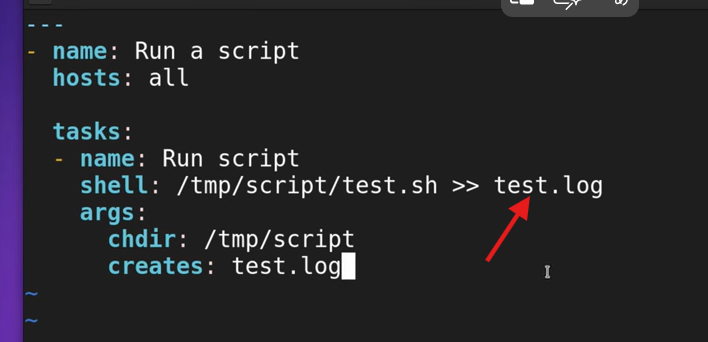 ---
- name: Run a script
  hosts: all

  tasks:
  - name: Run script
    shell: /tmp/script/test.sh >> test.log
    args:
      chdir: /tmp/script
      creates: test.log
~
~